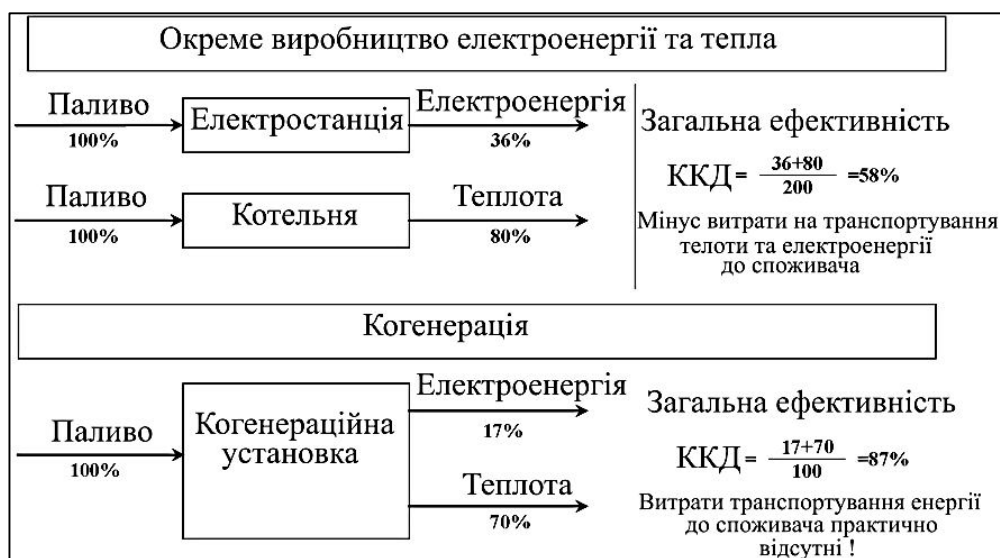 Окреме виробництво електроенергії та тепла
Паливо
100%
Електростанція
Електроенергія
36%
Паливо
100%
Котельня
Теплота
80%
Загальна ефективність
ККД = 36+80 / 200 =58%
Мінус витрати на транспортування
телоти та електроенергії
до споживача
Когенерація
Паливо
100%
Когенераційна
установка
Електроенергія
17%
Теплота
70%
Загальна ефективність
ККД = 17+70 / 100 =87%
Витрати транспортування енергії
до споживача практично
відсутні !